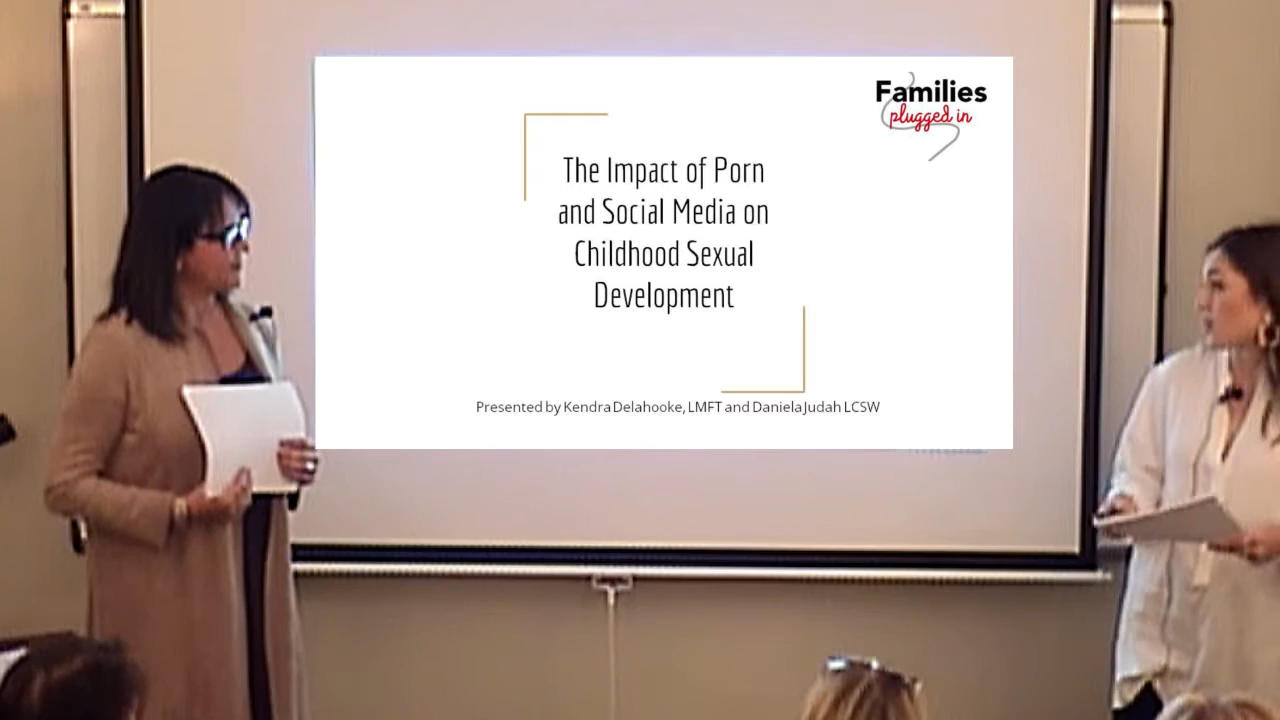 Families
plugged in
The Impact of Porn
and Social Media on
Childhood Sexual
Development
Presented by Kendra Delahooke, LMFT and Daniela Judah LCSW